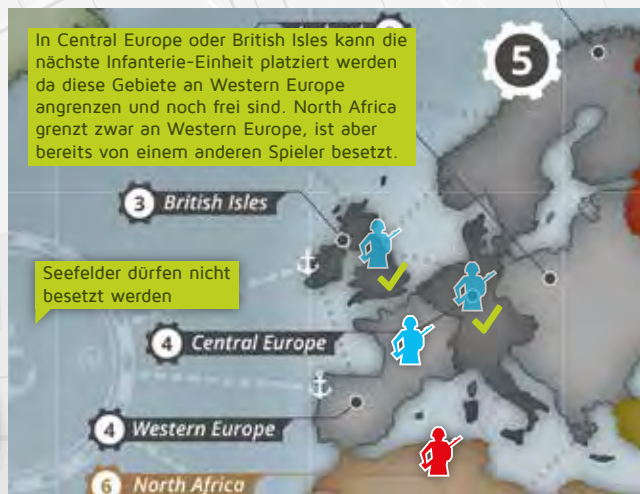 In Central Europe oder British Isles kann die
nächste Infanterie-Einheit platziert werden
da diese Gebiete an Western Europe
angrenzen und noch frei sind. North Africa
grenzt zwar an Western Europe, ist aber
bereits von einem anderen Spieler besetzt.
5
3 British Isles
Seefelder dürfen nicht
besetzt werden
4 Central Europe
4 Western Europe
6 North Africa